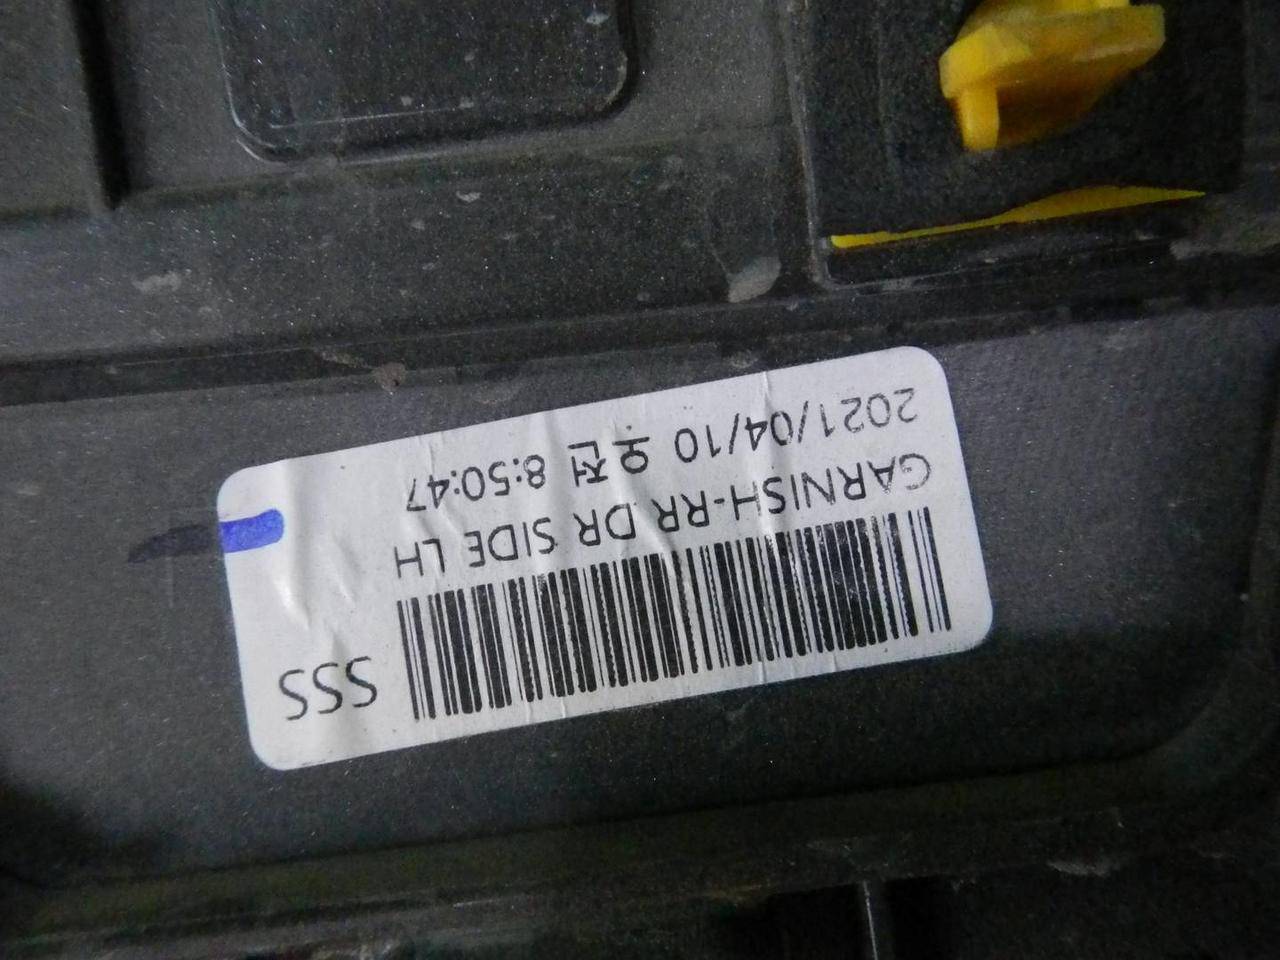 SSS
GARNISH-RR DR SIDE LH
2021/04/10 오전 8:50:47